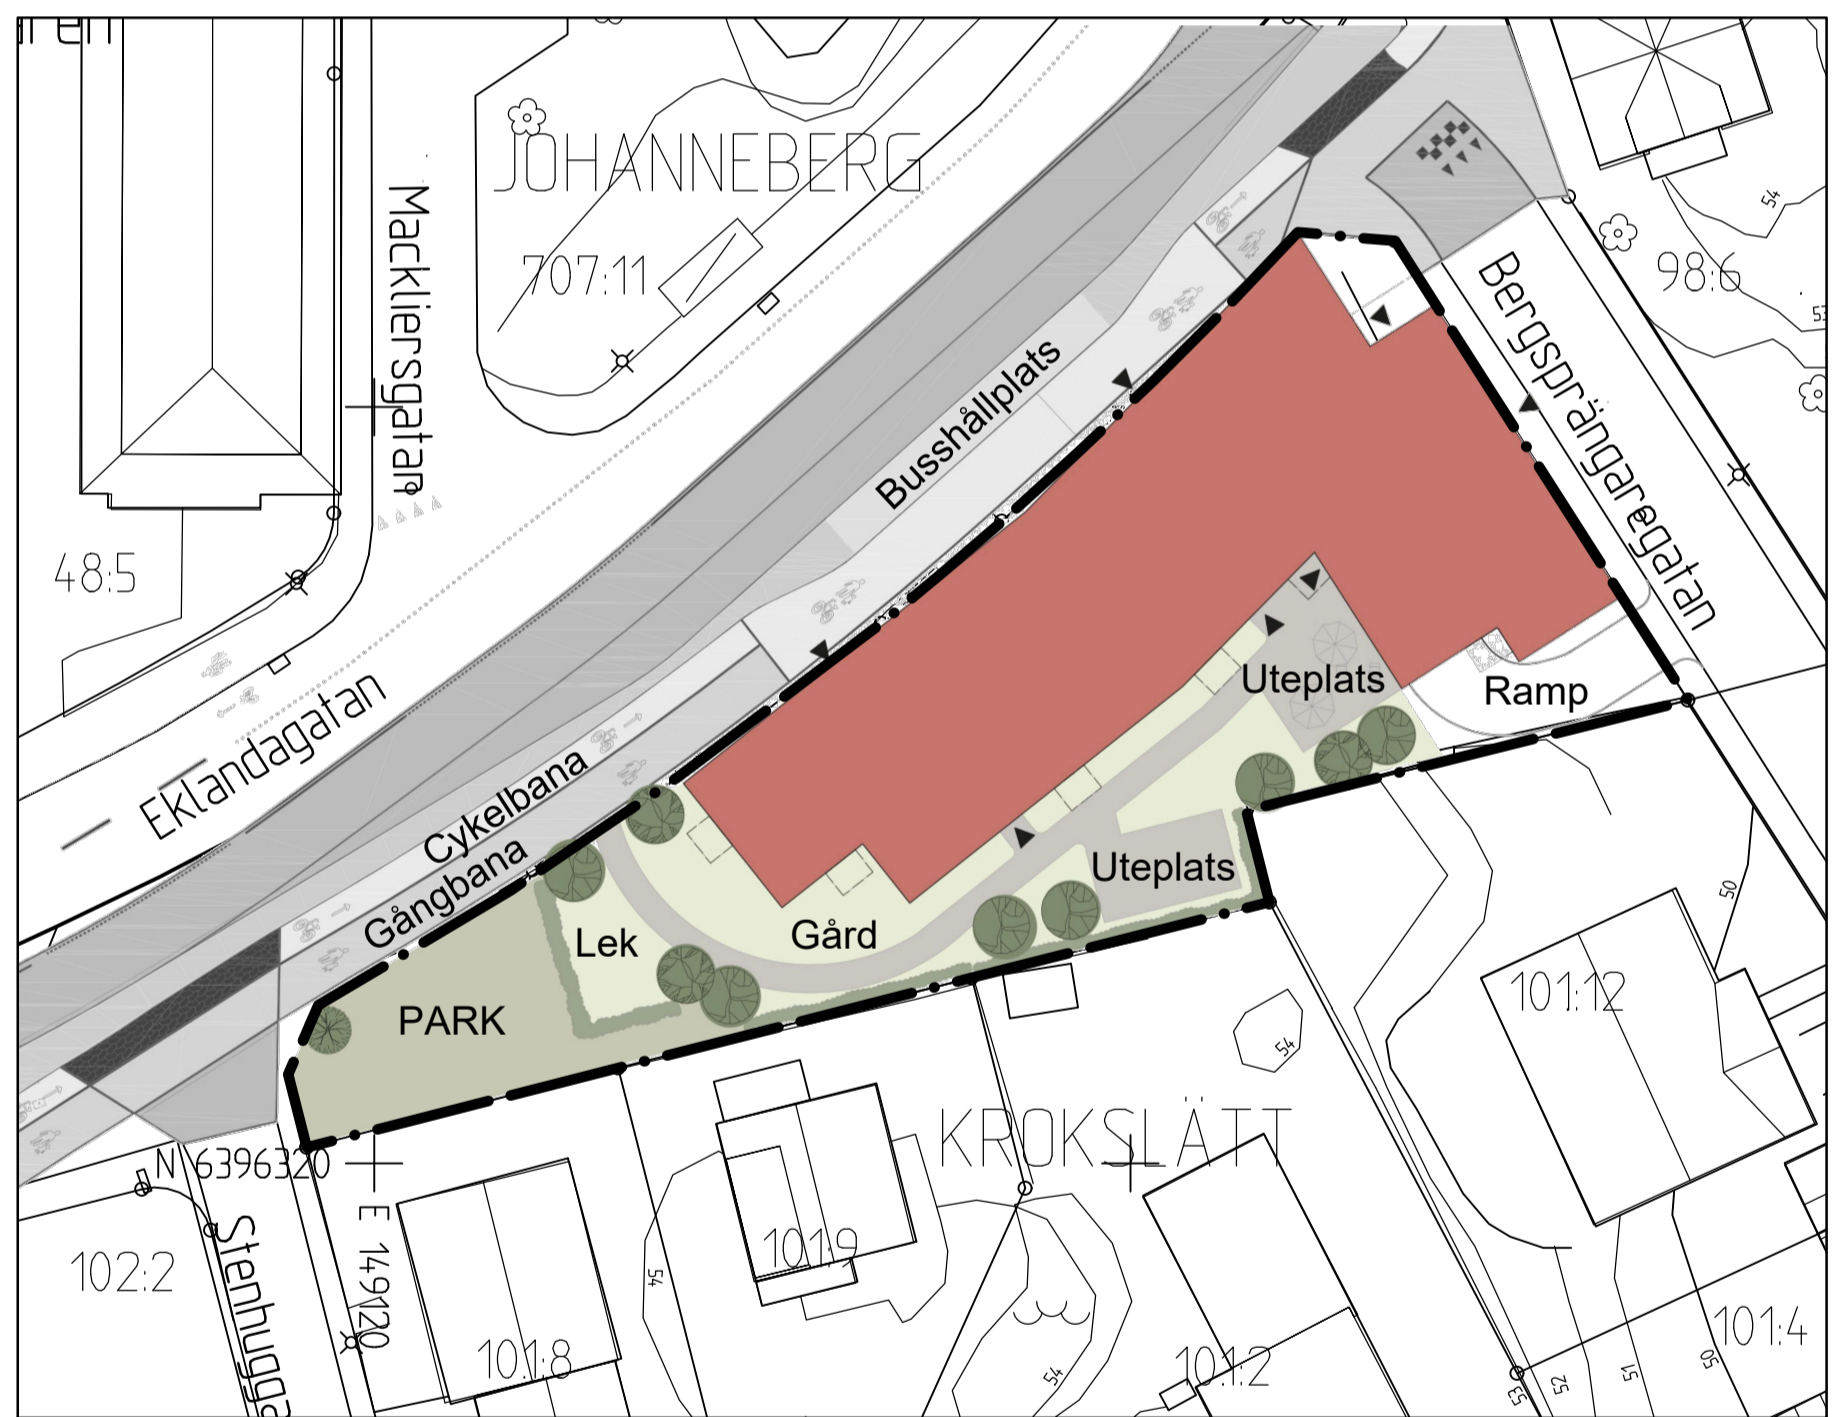 JOHANNEBERG
707:11
Mackliersgatan
48:5
54
98:6
Bergsprängaregatan
Busshållplats
Eklandagatan
Cykelbana
Gångbana
Uteplats
Ramp
Uteplats
Gård
Lek
PARK
50
101:12
54
KROKSLÄTT
N 6396320
E 149120
102:2
Stenhugga
54
101:9
101:8
54
101:2
53
52
51
50
101:4